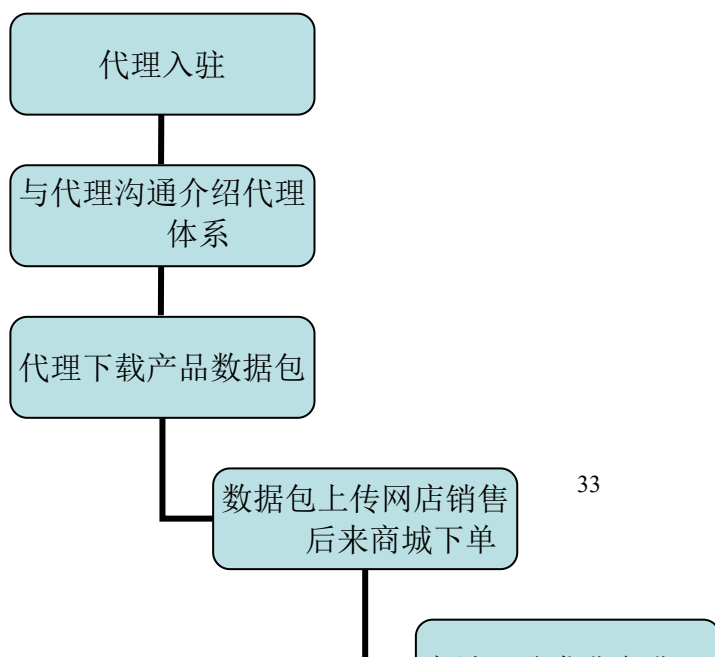 代理入驻
与代理沟通介绍代理
体系
代理下载产品数据包
数据包上传网店销售
后来商城下单
33